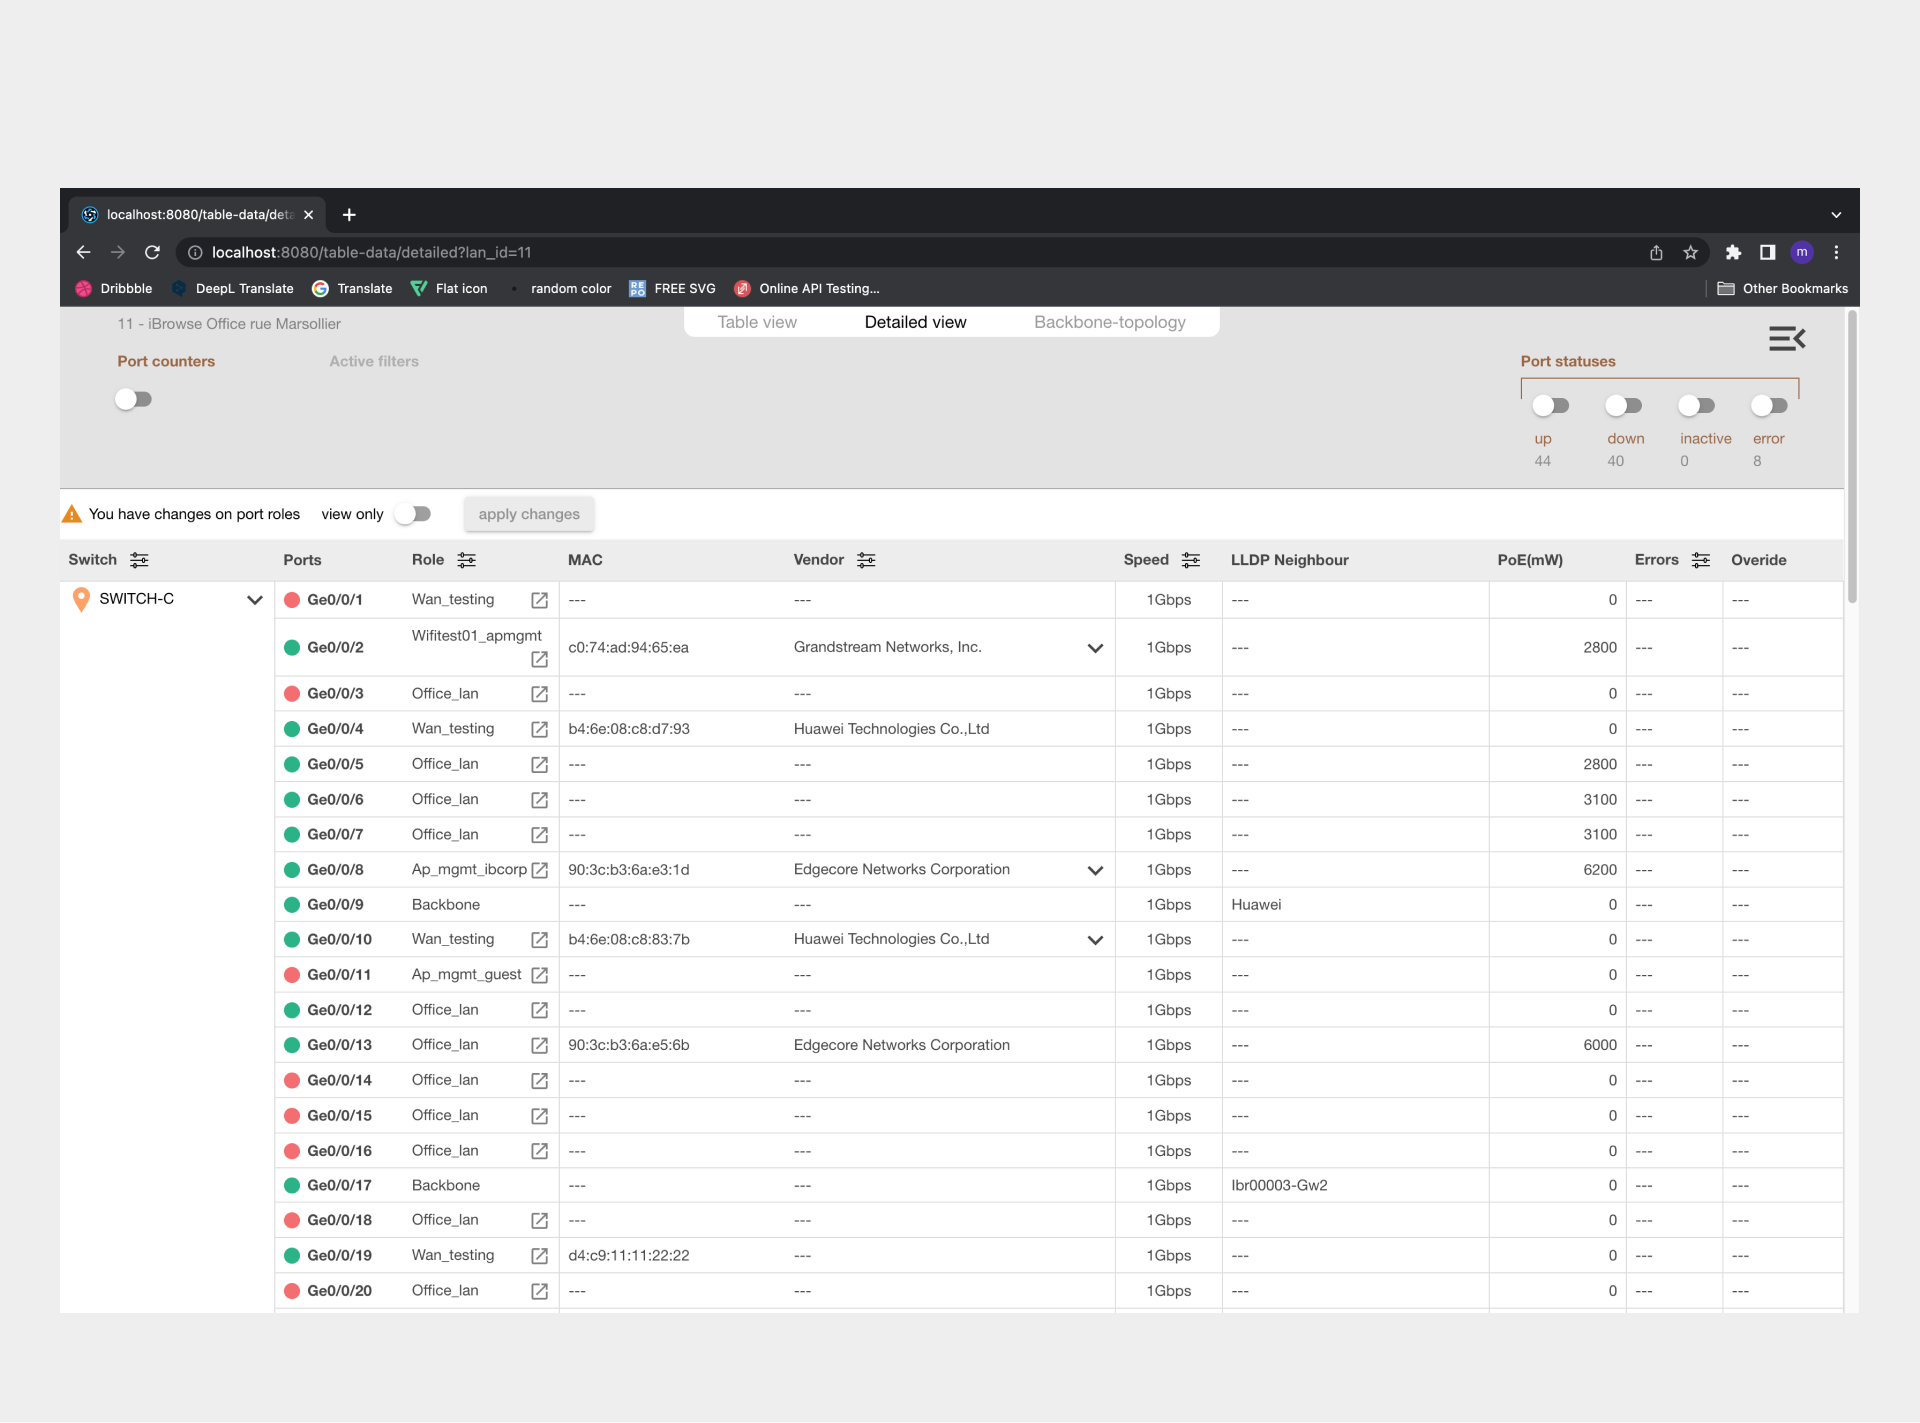 localhost:8080/table-data/deta
localhost:8080/table-data/detailed?lan_id=11
m
Dribbble DeepL Translate Translate Flat icon random color REPO FREE SVG Online API Testing... Other Bookmarks
11 - iBrowse Office rue Marsollier Table view Detailed view Backbone-topology
Port counters Active filters Port statuses
up down inactive error
44 40 0 8
You have changes on port roles view only apply changes
Switch Ports Role MAC Vendor Speed LLDP Neighbour PoE(mW) Errors Overide
SWITCH-C Ge0/0/1 Wan_testing --- --- 1Gbps --- 0 --- ---
Ge0/0/2 Wifitest01_apmgmt c0:74:ad:94:65:ea Grandstream Networks, Inc. 1Gbps --- 2800 --- ---
Ge0/0/3 Office_lan --- --- 1Gbps --- 0 --- ---
Ge0/0/4 Wan_testing b4:6e:08:c8:d7:93 Huawei Technologies Co.,Ltd 1Gbps --- 0 --- ---
Ge0/0/5 Office_lan --- --- 1Gbps --- 2800 --- ---
Ge0/0/6 Office_lan --- --- 1Gbps --- 3100 --- ---
Ge0/0/7 Office_lan --- --- 1Gbps --- 3100 --- ---
Ge0/0/8 Ap_mgmt_ibcorp 90:3c:b3:6a:e3:1d Edgecore Networks Corporation 1Gbps --- 6200 --- ---
Ge0/0/9 Backbone --- --- 1Gbps Huawei 0 --- ---
Ge0/0/10 Wan_testing b4:6e:08:c8:83:7b Huawei Technologies Co.,Ltd 1Gbps --- 0 --- ---
Ge0/0/11 Ap_mgmt_guest --- --- 1Gbps --- 0 --- ---
Ge0/0/12 Office_lan --- --- 1Gbps --- 0 --- ---
Ge0/0/13 Office_lan 90:3c:b3:6a:e5:6b Edgecore Networks Corporation 1Gbps --- 6000 --- ---
Ge0/0/14 Office_lan --- --- 1Gbps --- 0 --- ---
Ge0/0/15 Office_lan --- --- 1Gbps --- 0 --- ---
Ge0/0/16 Office_lan --- --- 1Gbps --- 0 --- ---
Ge0/0/17 Backbone --- --- 1Gbps Ibr00003-Gw2 0 --- ---
Ge0/0/18 Office_lan --- --- 1Gbps --- 0 --- ---
Ge0/0/19 Wan_testing d4:c9:11:11:22:22 --- 1Gbps --- 0 --- ---
Ge0/0/20 Office_lan --- --- 1Gbps --- 0 --- ---